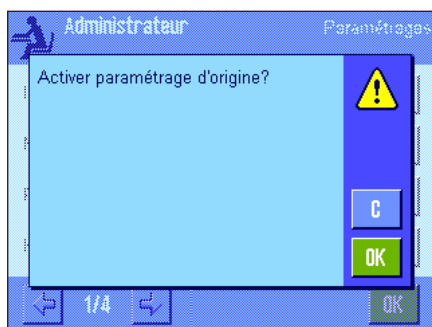 Administrateur
Paramétrages
Activer paramétrage d'origine?
C
OK
1/4
OK